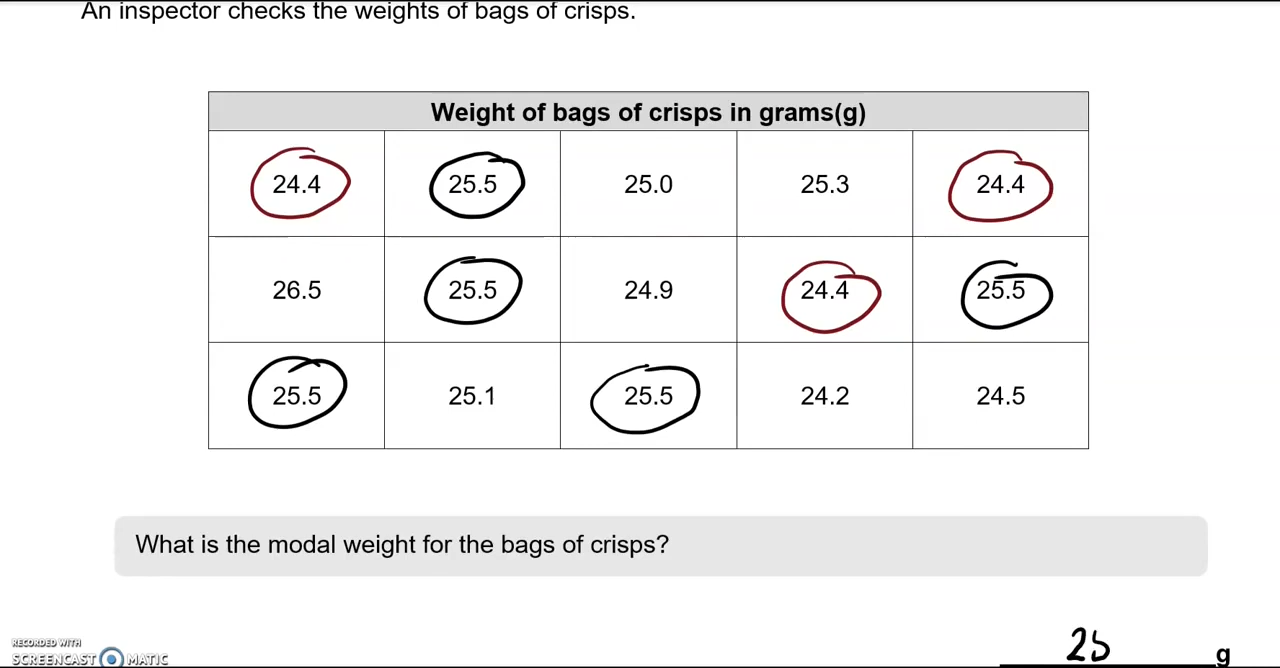 An inspector checks the weights of bags of crisps.
Weight of bags of crisps in grams(g)
24.4 25.5 25.0 25.3 24.4
26.5 25.5 24.9 24.4 25.5
25.5 25.1 25.5 24.2 24.5
What is the modal weight for the bags of crisps?
25 g
RECORDED WITH
SCREENCAST MATIC